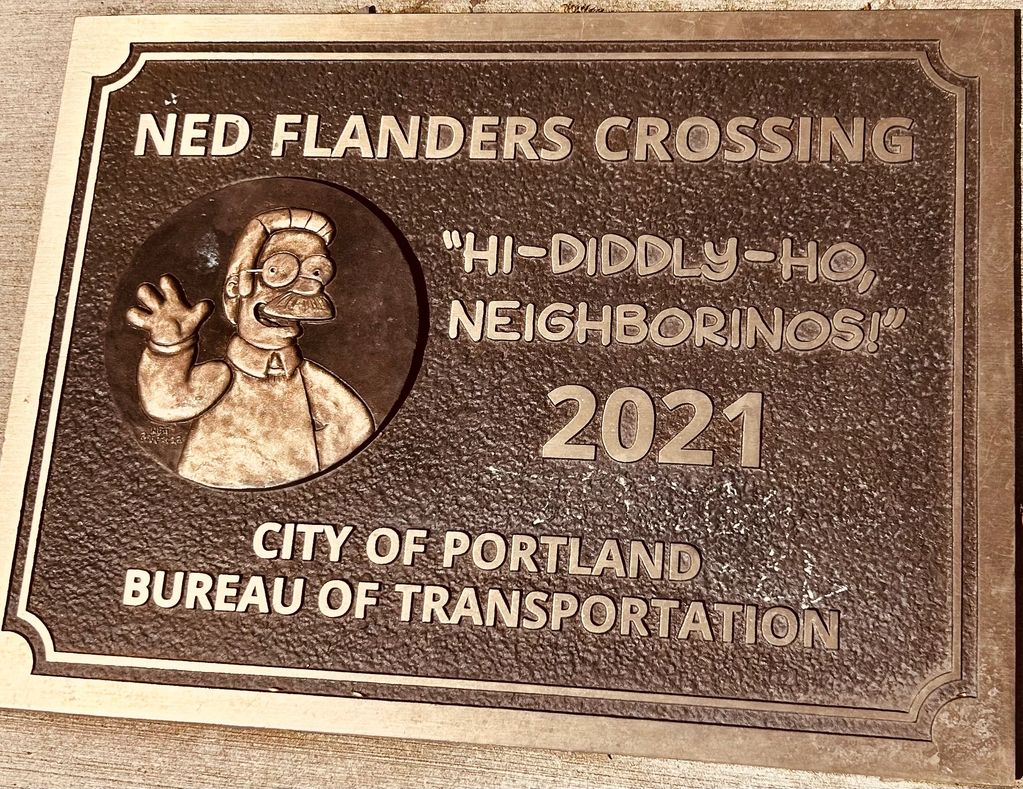 NED FLANDERS CROSSING
"HI-DIDDLY-HO,
NEIGHBORINOS!"
2021
CITY OF PORTLAND
BUREAU OF TRANSPORTATION